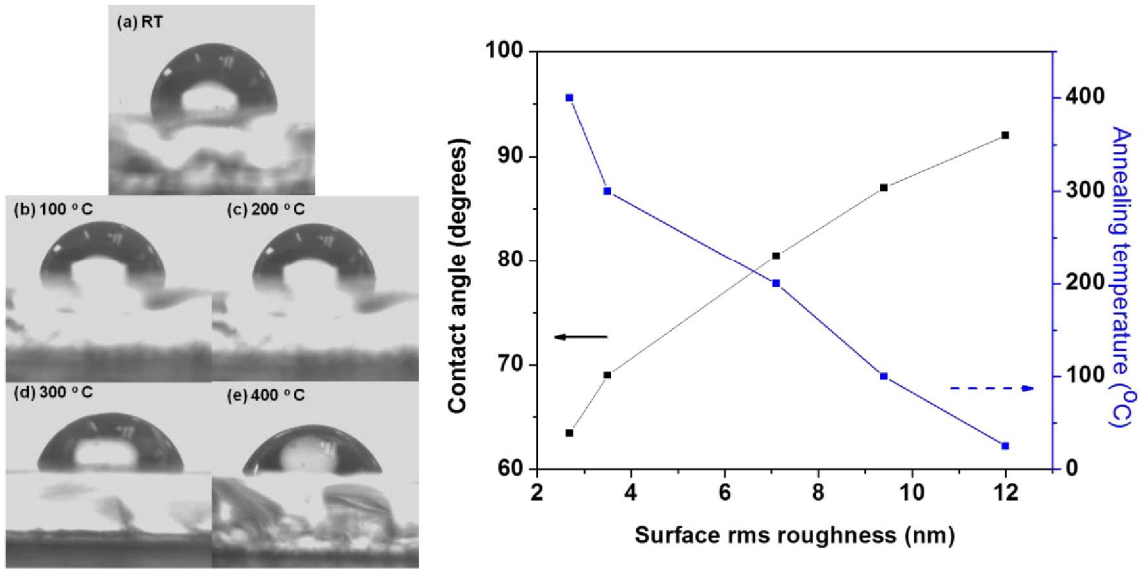 (a) RT
(b) 100 °C
(c) 200 °C
(d) 300 °C
(e) 400 °C
Contact angle (degrees)
100
90
80
70
60
2
4
6
8
10
12
Surface rms roughness (nm)
400
300
200
100
0
Annealing temperature (°C)